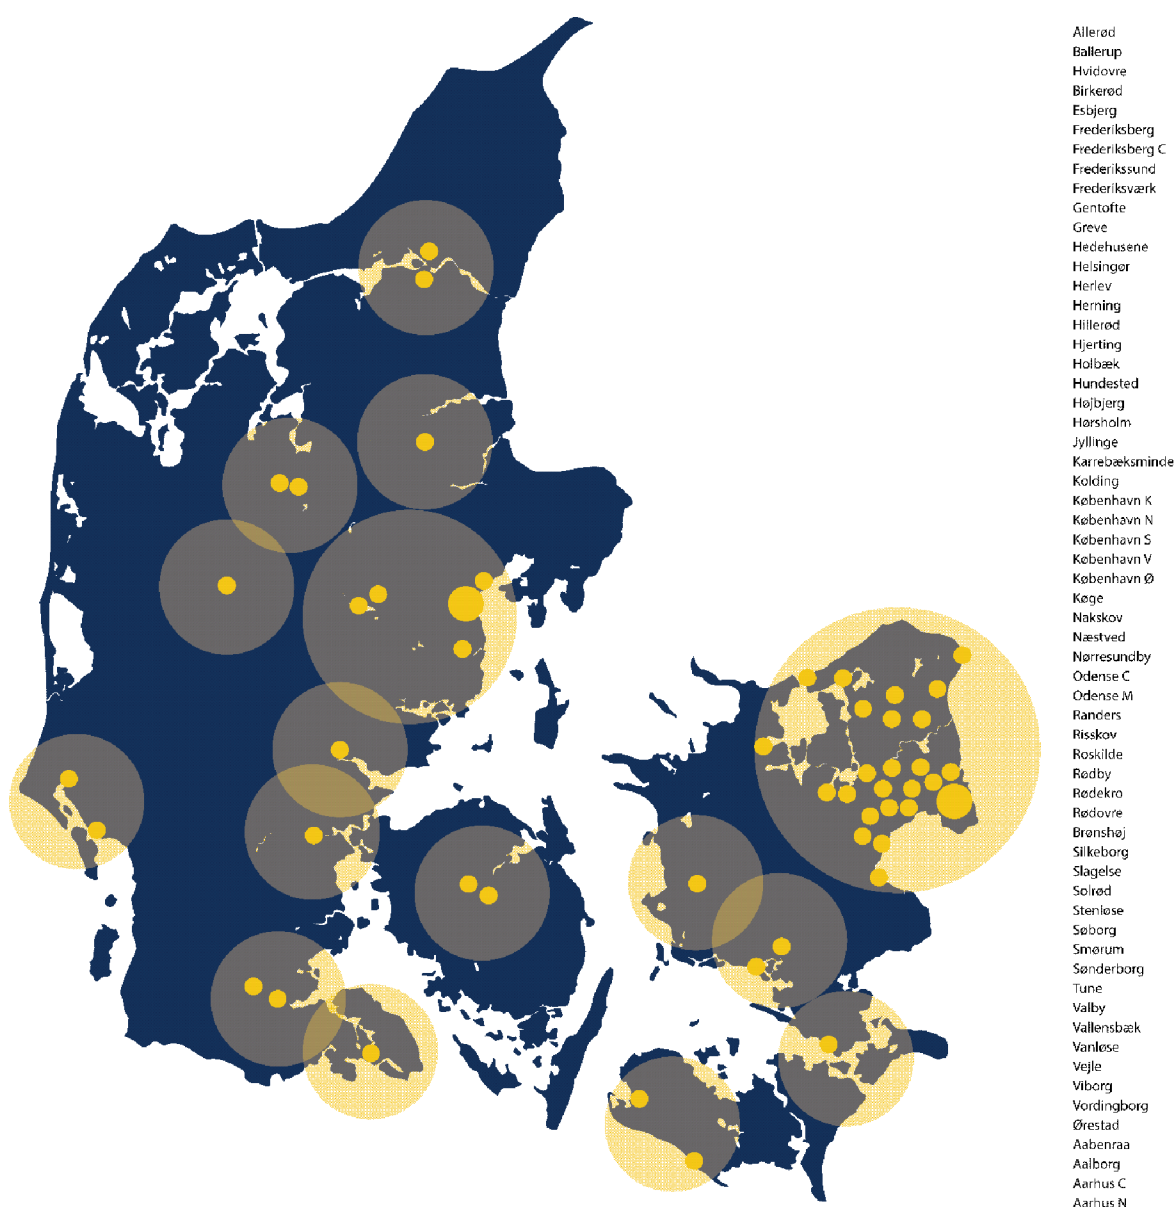 Allerød
Ballerup
Hvidovre
Birkerød
Esbjerg
Frederiksberg
Frederiksberg C
Frederikssund
Frederiksværk
Gentofte
Greve
Hedehusene
Helsingør
Herlev
Herning
Hillerød
Hjerting
Holbæk
Hundested
Højbjerg
Hørsholm
Jyllinge
Karrebæksminde
Kolding
København K
København N
København S
København V
København Ø
Køge
Nakskov
Næstved
Nørresundby
Odense C
Odense M
Randers
Risskov
Roskilde
Rødby
Rødekro
Rødovre
Brønshøj
Silkeborg
Slagelse
Solrød
Stenløse
Søborg
Smørum
Sønderborg
Tune
Valby
Vallensbæk
Vanløse
Vejle
Viborg
Vordingborg
Ørestad
Aabenraa
Aalborg
Aarhus C
Aarhus N